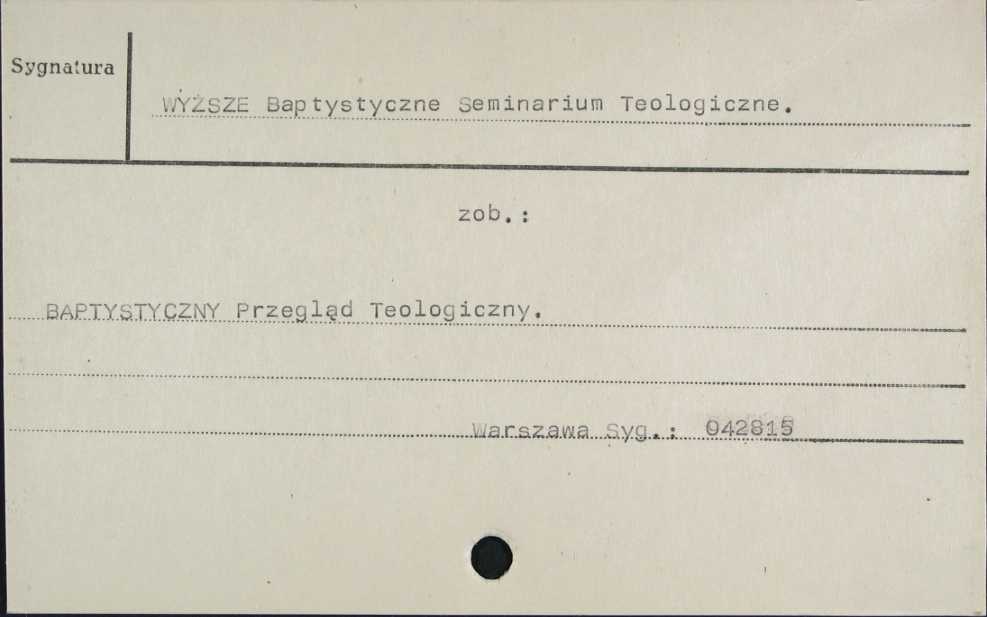 Sygnatura
WYŻSZE Baptystyczne Seminarium Teologiczne.
zob.:
BAPTYSTYCZNY Przegląd Teologiczny.
Warszawa Syg.: 042815